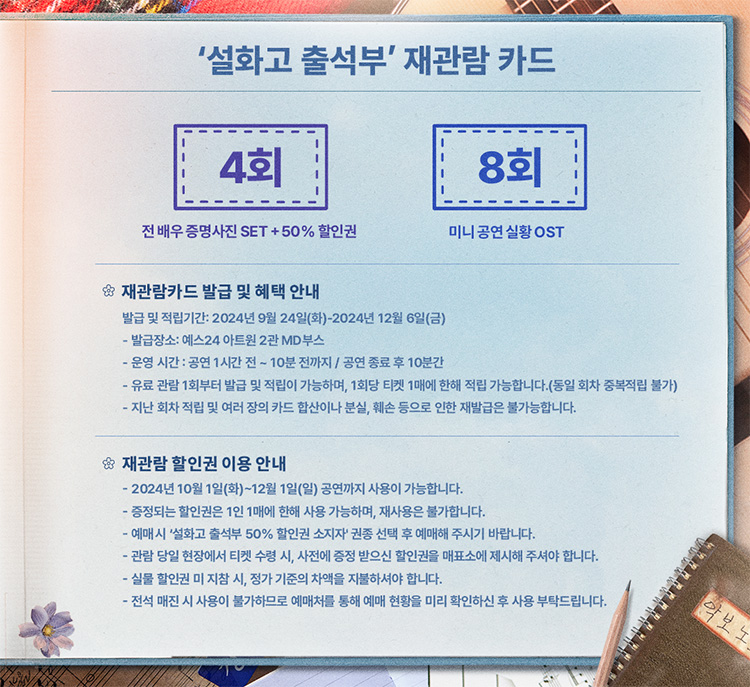 ‘설화고 출석부’ 재관람 카드
4회
8회
전 배우 증명사진 SET + 50% 할인권
미니 공연 실황 OST
재관람카드 발급 및 혜택 안내
발급 및 적립기간: 2024년 9월 24일(화)-2024년 12월 6일(금)
- 발급장소: 예스24 아트원 2관 MD부스
- 운영 시간 : 공연 1시간 전 ~ 10분 전까지 / 공연 종료 후 10분간
- 유료 관람 1회부터 발급 및 적립이 가능하며, 1회당 티켓 1매에 한해 적립 가능합니다.(동일 회차 중복적립 불가)
- 지난 회차 적립 및 여러 장의 카드 합산이나 분실, 훼손 등으로 인한 재발급은 불가능합니다.
재관람 할인권 이용 안내
- 2024년 10월 1일(화)~12월 1일(일) 공연까지 사용이 가능합니다.
- 증정되는 할인권은 1인 1매에 한해 사용 가능하며, 재사용은 불가합니다.
- 예매 시 ‘설화고 출석부 50% 할인권 소지자’ 권종 선택 후 예매해 주시기 바랍니다.
- 관람 당일 현장에서 티켓 수령 시, 사전에 증정 받으신 할인권을 매표소에 제시해 주셔야 합니다.
- 실물 할인권 미 지참 시, 정가 기준의 차액을 지불하셔야 합니다.
- 전석 매진 시 사용이 불가하므로 예매처를 통해 예매 현황을 미리 확인하신 후 사용 부탁드립니다.
악보